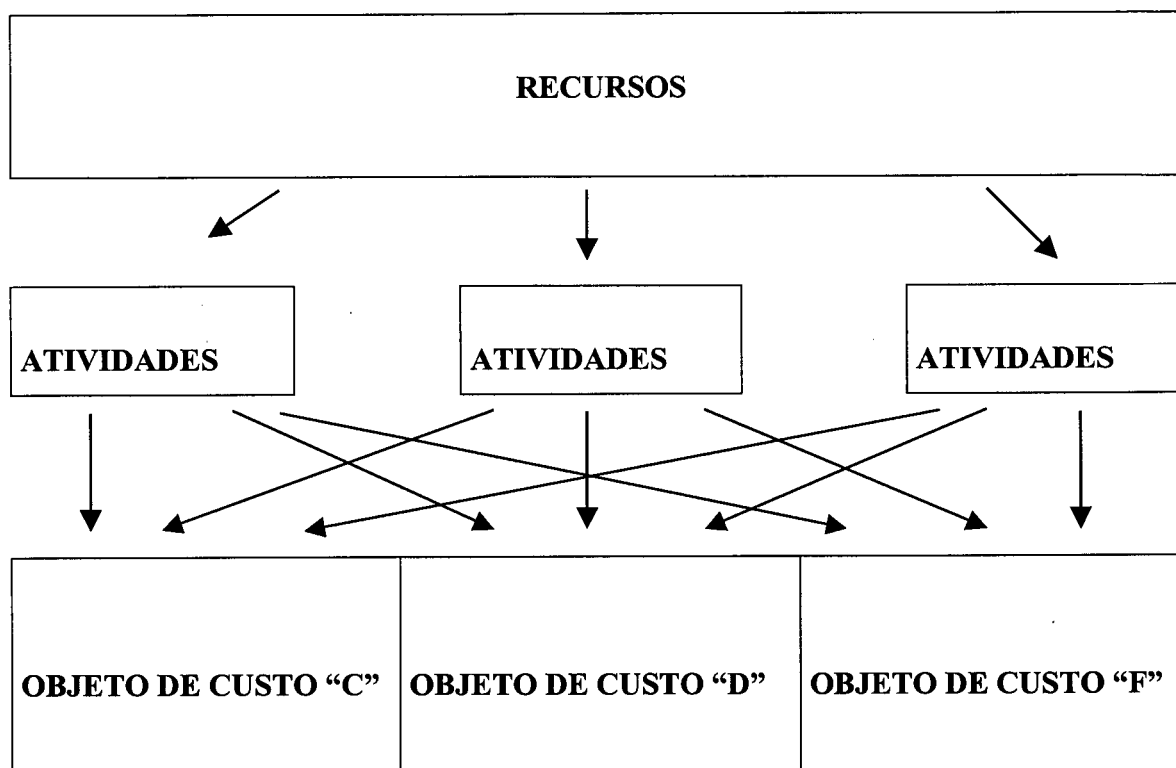 RECURSOS
ATIVIDADES ATIVIDADES ATIVIDADES
OBJETO DE CUSTO “C” OBJETO DE CUSTO “D” OBJETO DE CUSTO “F”